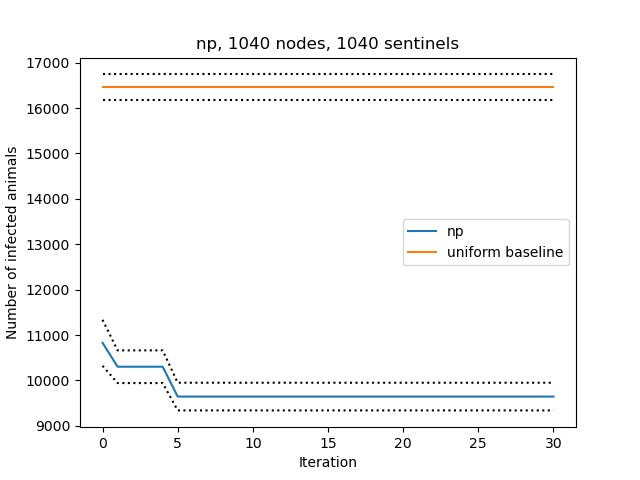 np, 1040 nodes, 1040 sentinels
17000
16000
15000
14000
13000
12000
11000
10000
9000
Number of infected animals
np
uniform baseline
0 5 10 15 20 25 30
Iteration